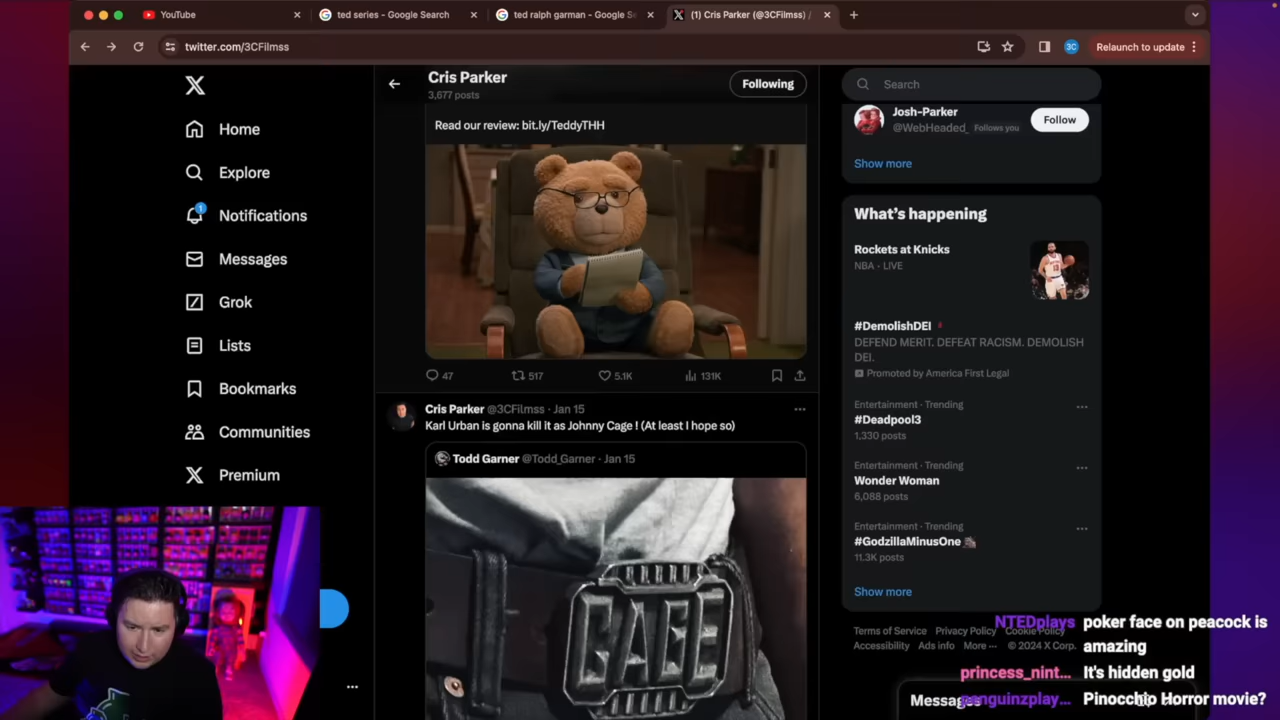 YouTube
ted series - Google Search
ted ralph garman - Google Se
(1) Cris Parker (@3CFilmss) /
twitter.com/3CFilmss
3C
Relaunch to update
X
Home
Explore
1
Notifications
Messages
Grok
Lists
Bookmarks
Communities
Premium
Cris Parker
3,677 posts
Following
Read our review: bit.ly/TeddyTHH
47
517
5.1K
131K
Cris Parker @3CFilmss · Jan 15
Karl Urban is gonna kill it as Johnny Cage ! (At least I hope so)
Todd Garner @Todd_Garner · Jan 15
CAGE
Search
Josh-Parker
@WebHeaded_ Follows you
Follow
Show more
What's happening
Rockets at Knicks
NBA · LIVE
#DemolishDEI
DEFEND MERIT. DEFEAT RACISM. DEMOLISH
DEI.
Promoted by America First Legal
Entertainment · Trending
#Deadpool3
1,330 posts
Entertainment · Trending
Wonder Woman
6,088 posts
Entertainment · Trending
#GodzillaMinusOne
11.3K posts
Show more
Terms of Service Privacy Policy Cookie Policy
Accessibility Ads info More ··· © 2024 X Corp.
Messages
NTEDplays poker face on peacock is
amazing
princess_nint... It's hidden gold
penguinzplay... Pinocchio Horror movie?